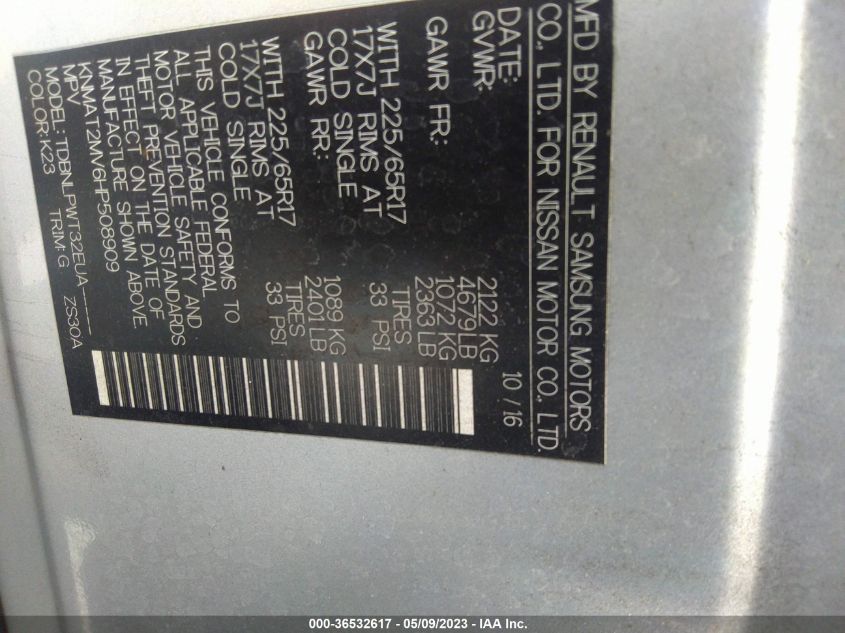 MFD BY RENAULT SAMSUNG MOTORS
CO., LTD. FOR NISSAN MOTOR CO., LTD.
DATE: 10 / 16
GVWR: 2122 KG
4679 LB
GAWR FR: 1072 KG
2363 LB
WITH 225/65R17 TIRES
17X7J RIMS AT 33 PSI
COLD SINGLE
GAWR RR: 1089 KG
2401 LB
WITH 225/65R17 TIRES
17X7J RIMS AT 33 PSI
COLD SINGLE
THIS VEHICLE CONFORMS TO
ALL APPLICABLE FEDERAL
MOTOR VEHICLE SAFETY AND
THEFT PREVENTION STANDARDS
IN EFFECT ON THE DATE OF
MANUFACTURE SHOWN ABOVE
KNMAT2MV6HP508909
MPV
MODEL: TDBNLPWT32EUA
COLOR: K23 TRIM: G ZS30A
000-36532617 - 05/09/2023 - IAA Inc.